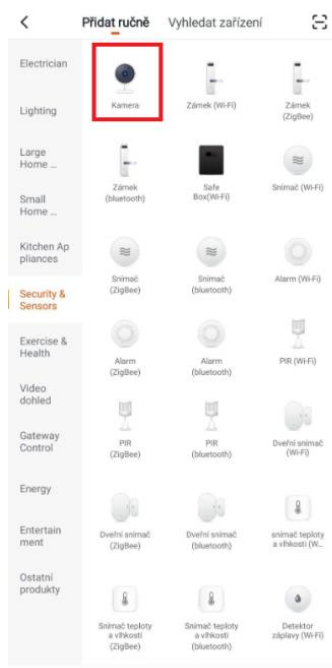 Přidat ručně
Vyhledat zařízení
Electrician
Lighting
Large
Home ...
Small
Home ...
Kitchen Ap
pliances
Security &
Sensors
Exercise &
Health
Video
dohled
Gateway
Control
Energy
Entertain
ment
Ostatní
produkty
Kamera
Zámek (Wi-Fi)
Zámek
(ZigBee)
Zámek
(bluetooth)
Safe
Box(Wi-Fi)
Snímač (Wi-Fi)
Snímač
(ZigBee)
Snímač
(bluetooth)
Alarm (Wi-Fi)
Alarm
(ZigBee)
Alarm
(bluetooth)
PIR (Wi-Fi)
PIR
(ZigBee)
PIR
(bluetooth)
Dveřní snímač
(Wi-Fi)
Dveřní snímač
(ZigBee)
Dveřní snímač
(bluetooth)
snímač teploty
a vlhkosti (W...
Snímač teploty
a vlhkosti
(ZigBee)
Snímač teploty
a vlhkosti
(bluetooth)
Detektor
záplavy (Wi-Fi)